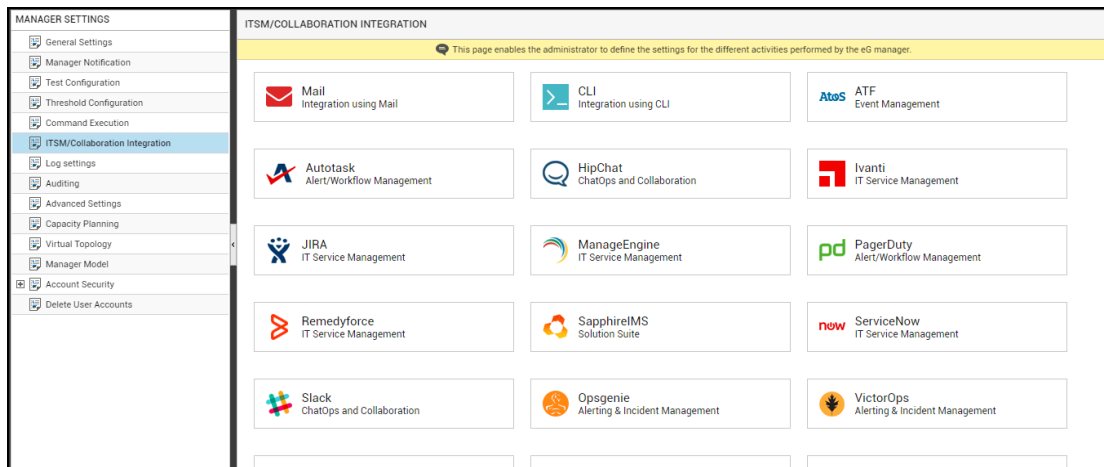 MANAGER SETTINGS
General Settings
Manager Notification
Test Configuration
Threshold Configuration
Command Execution
ITSM/Collaboration Integration
Log settings
Auditing
Advanced Settings
Capacity Planning
Virtual Topology
Manager Model
Account Security
Delete User Accounts
ITSM/COLLABORATION INTEGRATION
This page enables the administrator to define the settings for the different activities performed by the eG manager.
Mail
Integration using Mail
CLI
Integration using CLI
Atos
ATF
Event Management
Autotask
Alert/Workflow Management
HipChat
ChatOps and Collaboration
Ivanti
IT Service Management
JIRA
IT Service Management
ManageEngine
IT Service Management
pd
PagerDuty
Alert/Workflow Management
Remedyforce
IT Service Management
SapphireIMS
Solution Suite
now
ServiceNow
IT Service Management
Slack
ChatOps and Collaboration
Opsgenie
Alerting & Incident Management
VictorOps
Alerting & Incident Management